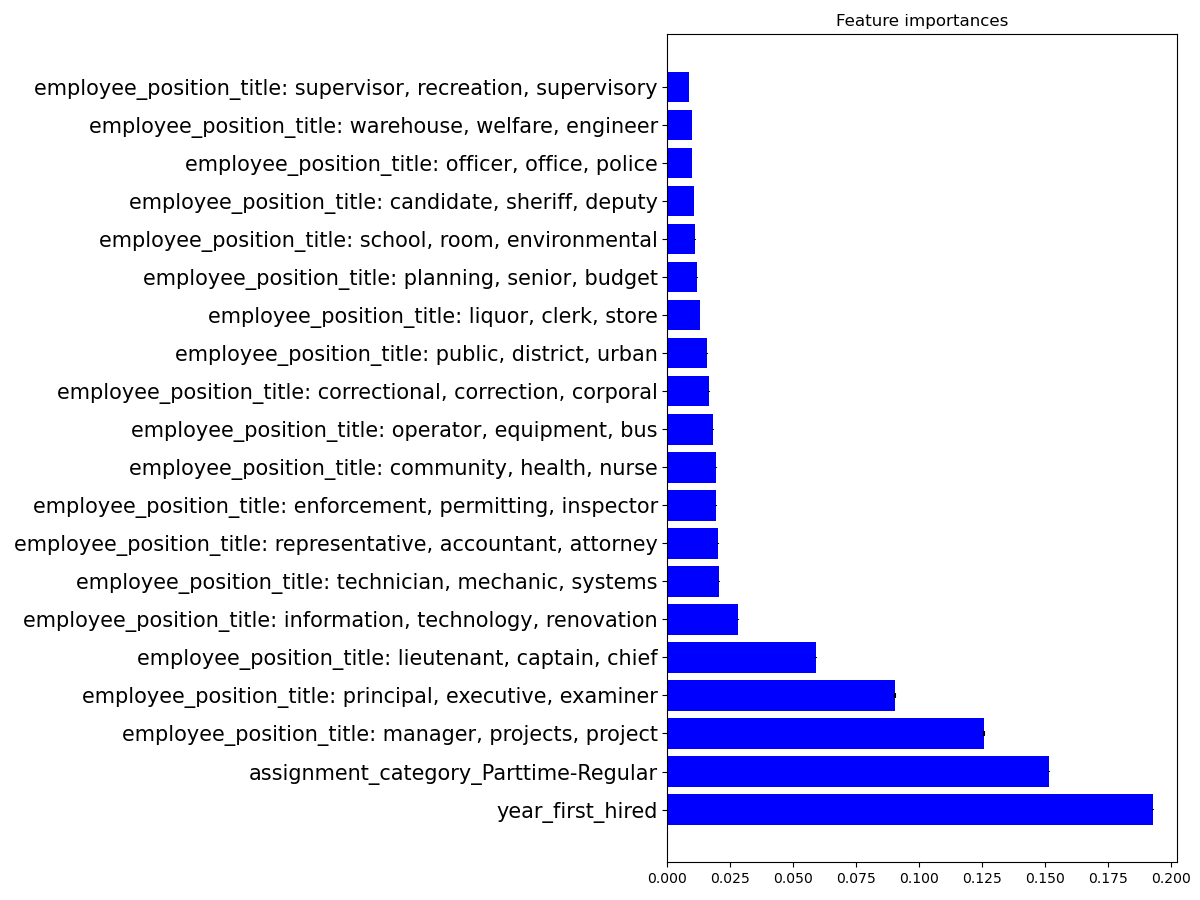 Feature importances
employee_position_title: supervisor, recreation, supervisory
employee_position_title: warehouse, welfare, engineer
employee_position_title: officer, office, police
employee_position_title: candidate, sheriff, deputy
employee_position_title: school, room, environmental
employee_position_title: planning, senior, budget
employee_position_title: liquor, clerk, store
employee_position_title: public, district, urban
employee_position_title: correctional, correction, corporal
employee_position_title: operator, equipment, bus
employee_position_title: community, health, nurse
employee_position_title: enforcement, permitting, inspector
employee_position_title: representative, accountant, attorney
employee_position_title: technician, mechanic, systems
employee_position_title: information, technology, renovation
employee_position_title: lieutenant, captain, chief
employee_position_title: principal, executive, examiner
employee_position_title: manager, projects, project
assignment_category_Parttime-Regular
year_first_hired
0.000 0.025 0.050 0.075 0.100 0.125 0.150 0.175 0.200